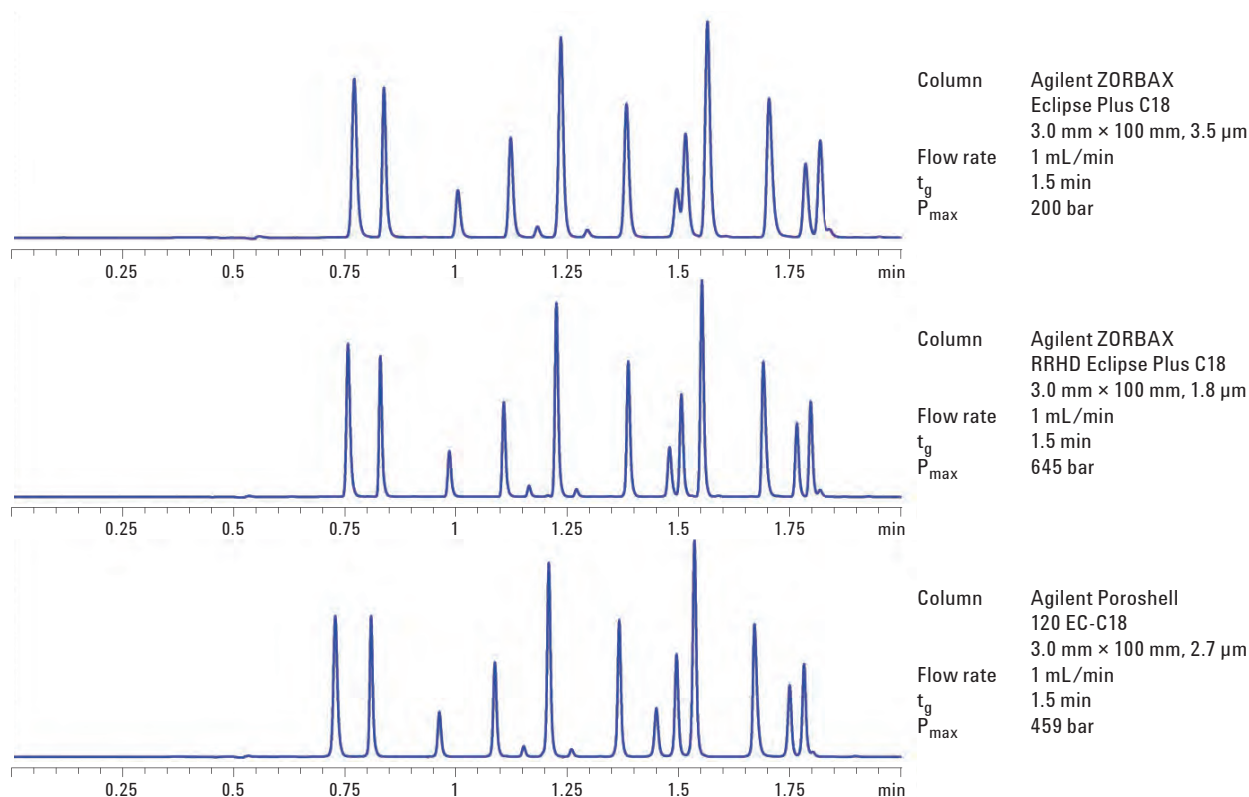 Column Agilent ZORBAX
Eclipse Plus C18
3.0 mm × 100 mm, 3.5 µm
Flow rate 1 mL/min
tg 1.5 min
Pmax 200 bar
0.25 0.5 0.75 1 1.25 1.5 1.75 min
Column Agilent ZORBAX
RRHD Eclipse Plus C18
3.0 mm × 100 mm, 1.8 µm
Flow rate 1 mL/min
tg 1.5 min
Pmax 645 bar
0.25 0.5 0.75 1 1.25 1.5 1.75 min
Column Agilent Poroshell
120 EC-C18
3.0 mm × 100 mm, 2.7 µm
Flow rate 1 mL/min
tg 1.5 min
Pmax 459 bar
0.25 0.5 0.75 1 1.25 1.5 1.75 min